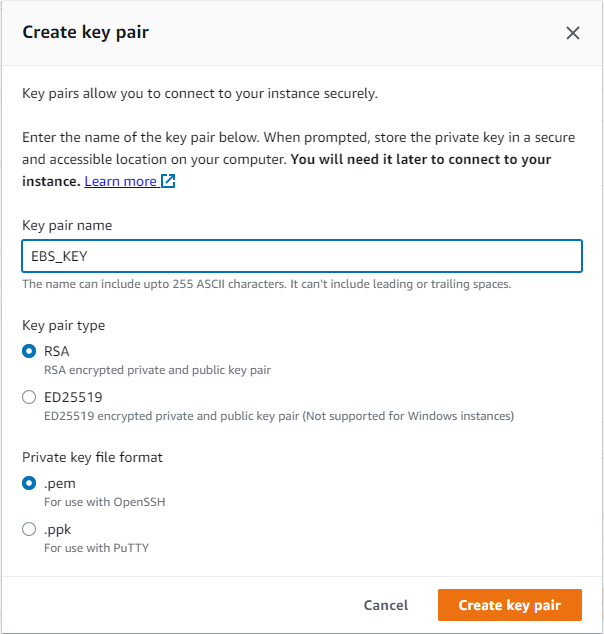 Create key pair
Key pairs allow you to connect to your instance securely.
Enter the name of the key pair below. When prompted, store the private key in a secure
and accessible location on your computer. You will need it later to connect to your
instance. Learn more
Key pair name
EBS_KEY
The name can include upto 255 ASCII characters. It can't include leading or trailing spaces.
Key pair type
RSA
RSA encrypted private and public key pair
ED25519
ED25519 encrypted private and public key pair (Not supported for Windows instances)
Private key file format
.pem
For use with OpenSSH
.ppk
For use with PuTTY
Cancel Create key pair